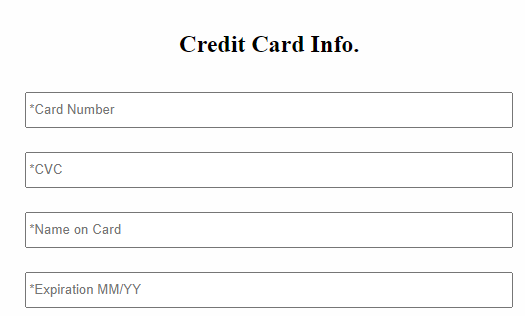 Credit Card Info.
*Card Number
*CVC
*Name on Card
*Expiration MM/YY